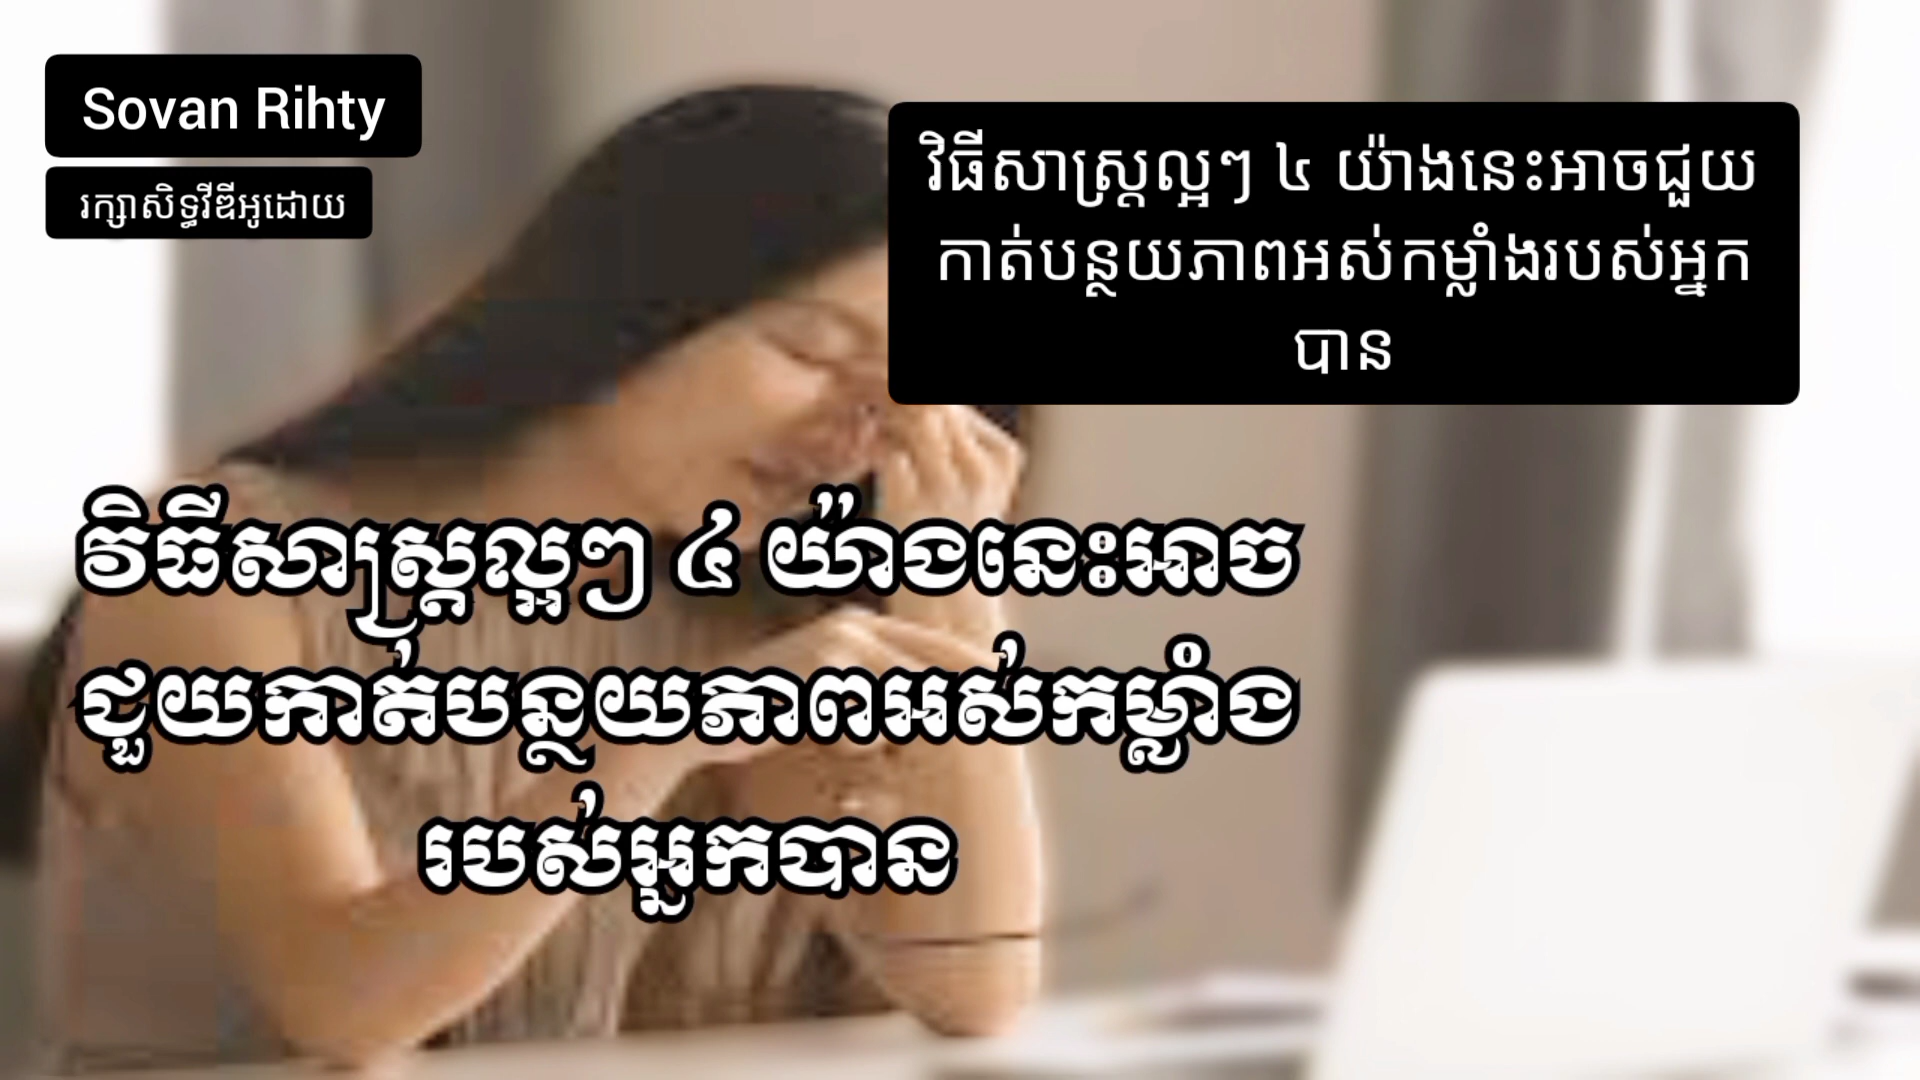 Sovan Rihty
រក្សាសិទ្ធវីឌីអូដោយ
វិធីសាស្ត្រល្អៗ ៤ យ៉ាងនេះអាចជួយ
កាត់បន្ថយភាពអស់កម្លាំងរបស់អ្នក
បាន
វិធីសាស្ត្រល្អៗ ៤ យ៉ាងនេះអាច
ជួយកាត់បន្ថយភាពអស់កម្លាំង
របស់អ្នកបាន